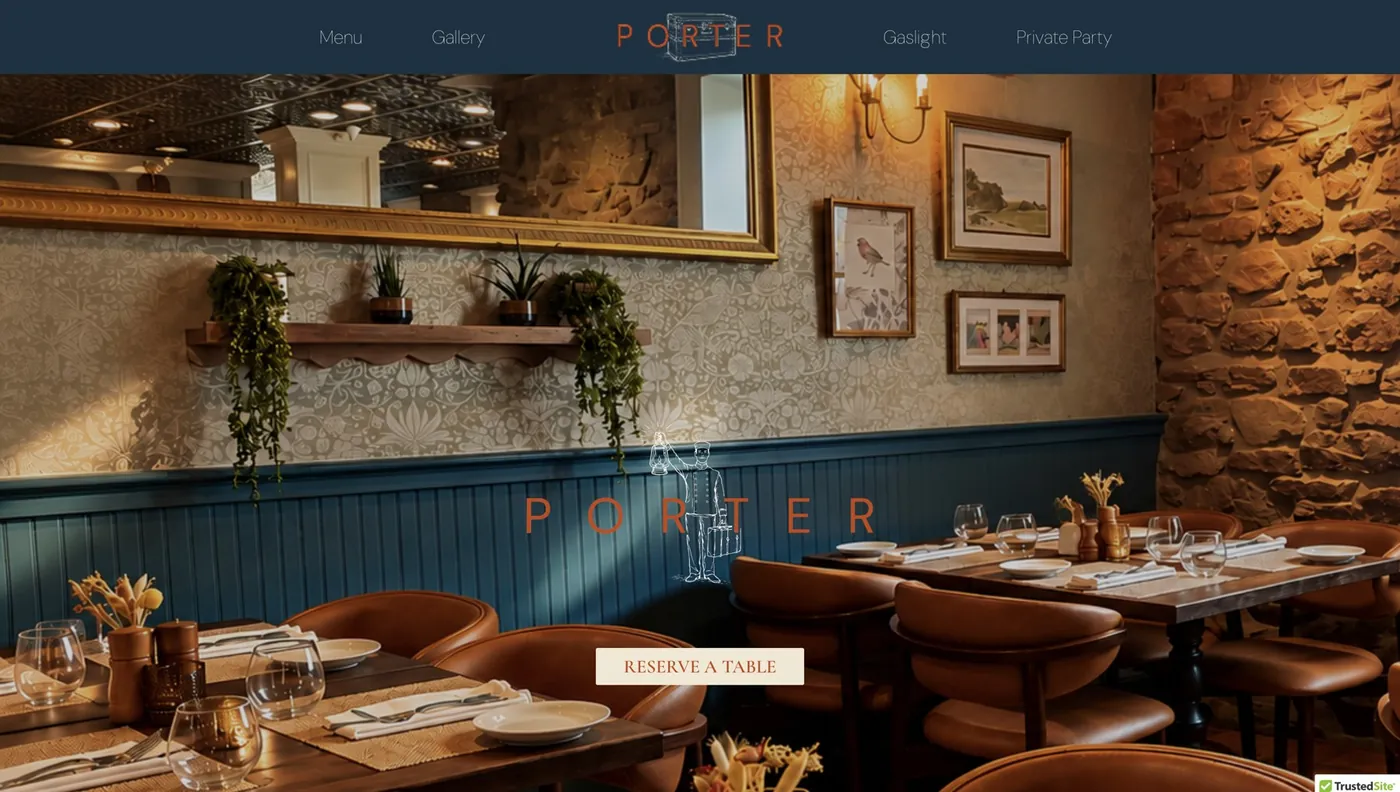 Menu
Gallery
PORTER
Gaslight
Private Party
PORTER
RESERVE A TABLE
TrustedSite